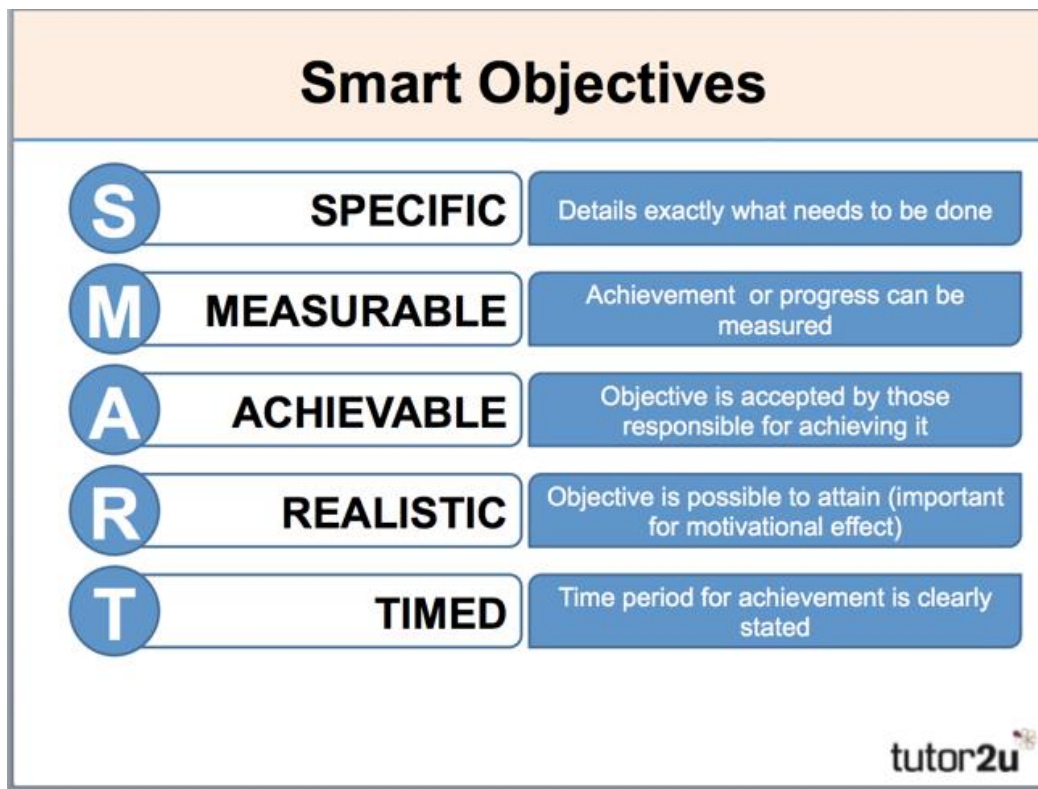 Smart Objectives
S SPECIFIC Details exactly what needs to be done
M MEASURABLE Achievement or progress can be
measured
A ACHIEVABLE Objective is accepted by those
responsible for achieving it
R REALISTIC Objective is possible to attain (important
for motivational effect)
T TIMED Time period for achievement is clearly
stated
tutor2u